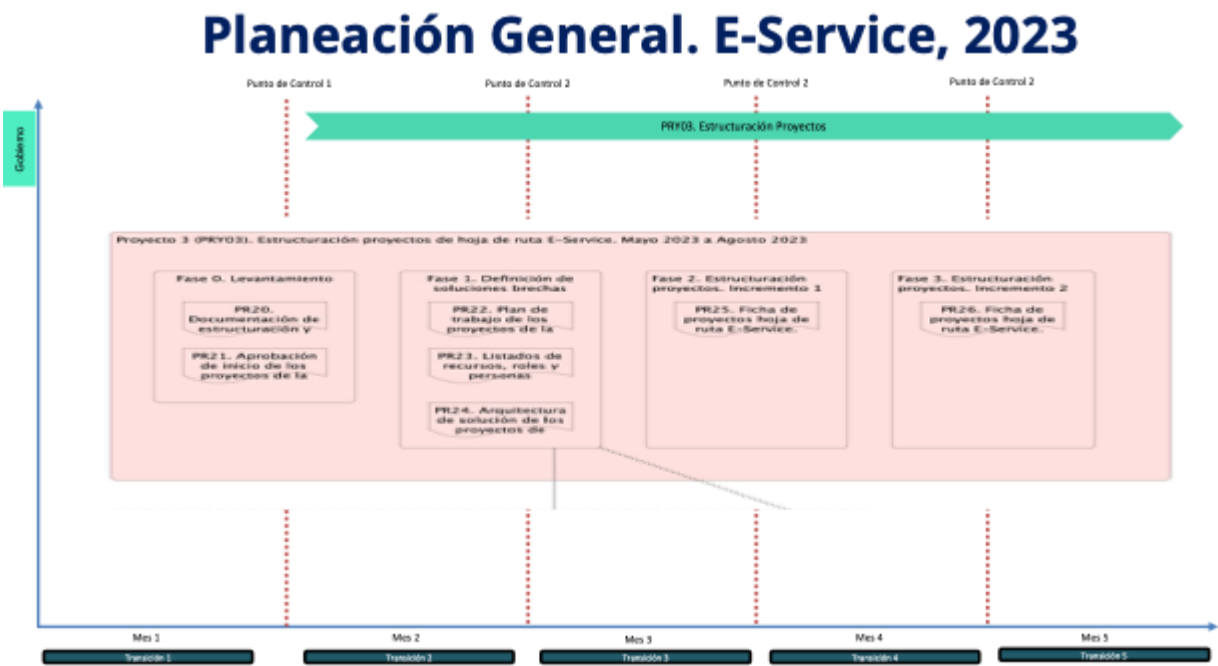 Planeación General. E-Service, 2023
Punto de Control 1
Punto de Control 2
Punto de Control 2
Punto de Control 2
Gobierno
PRY03. Estructuración Proyectos
Proyecto 3 (PRY03). Estructuración proyectos de hoja de ruta E-Service. Mayo 2023 a Agosto 2023
Fase 0. Levantamiento
PR20.
Documentación de
estructuración y
PR21. Aprobación
de inicio de los
proyectos de la
Fase 1. Definición de
soluciones brechas
PR22. Plan de
trabajo de los
proyectos de la
PR23. Listados de
recursos, roles y
personas
PR24. Arquitectura
de solución de los
proyectos de
Fase 2. Estructuración
proyectos. Incremento 1
PR25. Ficha de
proyectos hoja de
ruta E-Service.
Fase 3. Estructuración
proyectos. Incremento 2
PR26. Ficha de
proyectos hoja de
ruta E-Service.
Mes 1
Mes 2
Mes 3
Mes 4
Mes 5
Transición 1
Transición 2
Transición 3
Transición 4
Transición 5